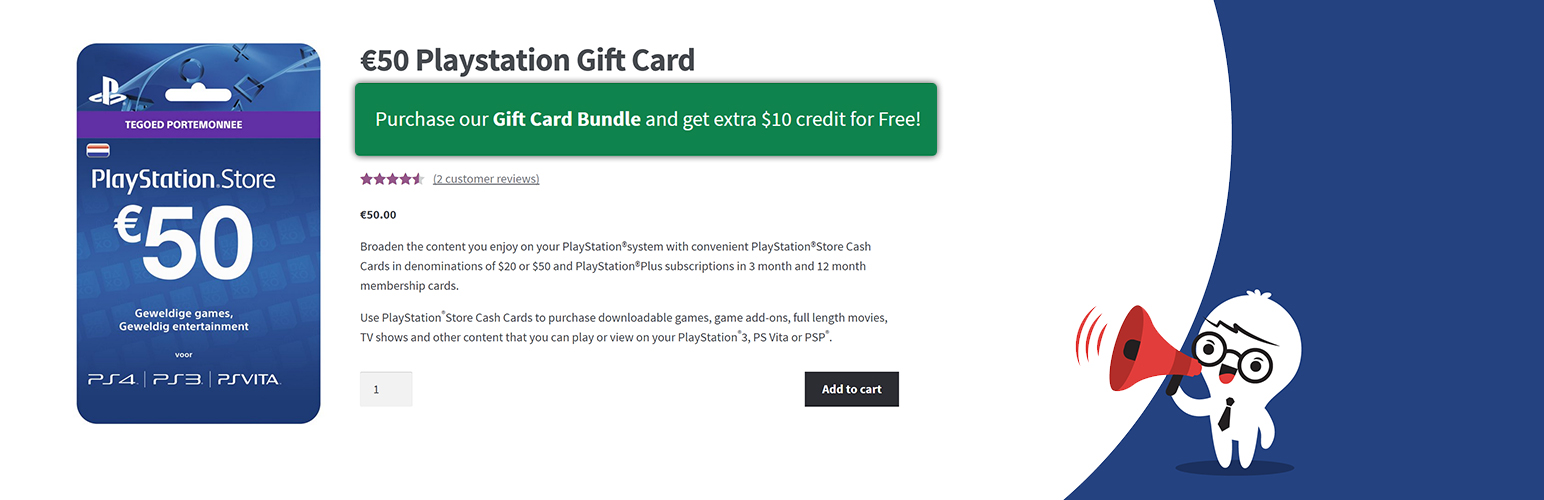 TEGOED PORTEMONNEE
PlayStation®Store
€50
Geweldige games,
Geweldig entertainment
voor
PS4 | PS3 | PSVITA
€50 Playstation Gift Card
Purchase our Gift Card Bundle and get extra $10 credit for Free!
(2 customer reviews)
€50.00
Broaden the content you enjoy on your PlayStation®system with convenient PlayStation®Store Cash
Cards in denominations of $20 or $50 and PlayStation®Plus subscriptions in 3 month and 12 month
membership cards.
Use PlayStation®Store Cash Cards to purchase downloadable games, game add-ons, full length movies,
TV shows and other content that you can play or view on your PlayStation®3, PS Vita or PSP®.
1
Add to cart